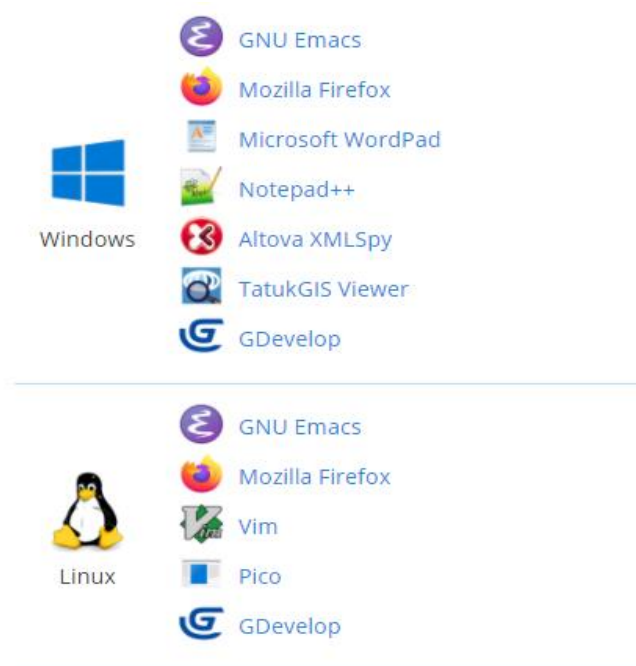 GNU Emacs
Mozilla Firefox
Microsoft WordPad
Notepad++
Windows
Altova XMLSpy
TatukGIS Viewer
GDevelop
GNU Emacs
Mozilla Firefox
Vim
Linux
Pico
GDevelop